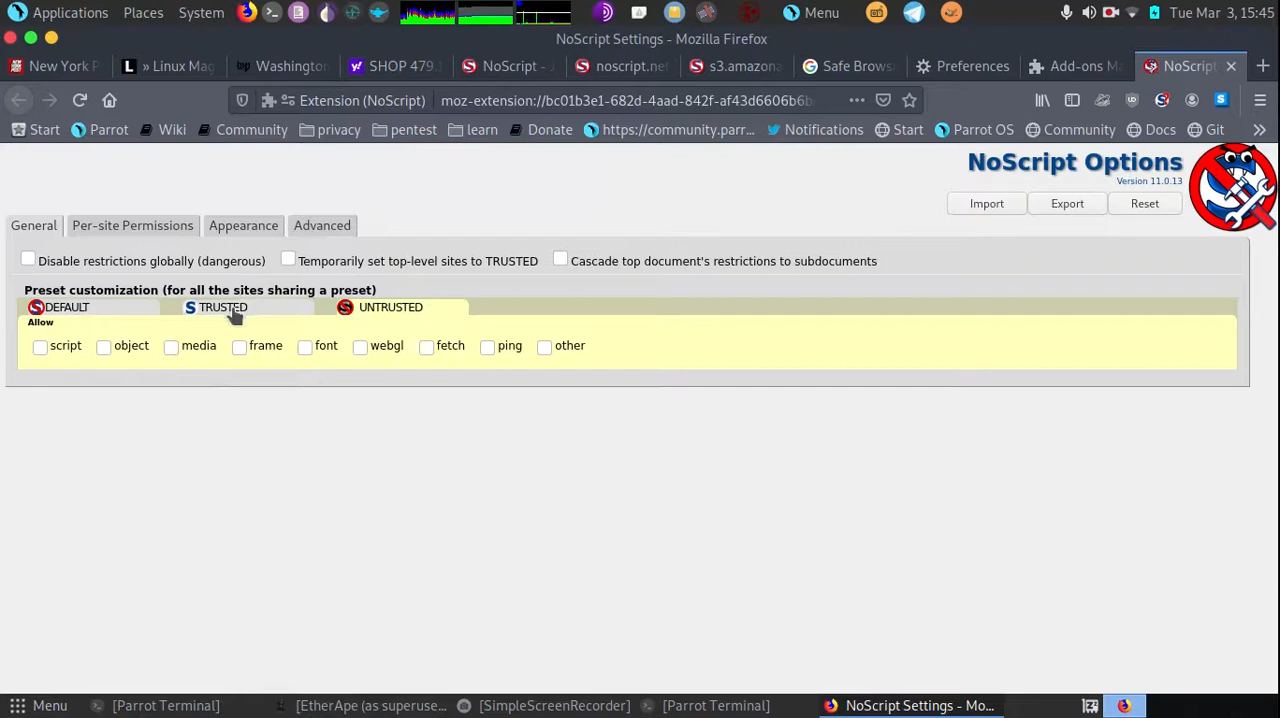 Applications Places System Menu Tue Mar 3, 15:45
NoScript Settings - Mozilla Firefox
New York P » Linux Mag Washington SHOP 479. NoScript - noscript.net s3.amazona Safe Brows Preferences Add-ons Ma NoScript
Extension (NoScript) moz-extension://bc01b3e1-682d-4aad-842f-af43d6606b6b
Start Parrot Wiki Community privacy pentest learn Donate https://community.parr... Notifications Start Parrot OS Community Docs Git
NoScript Options
Version 11.0.13
Import Export Reset
General Per-site Permissions Appearance Advanced
Disable restrictions globally (dangerous) Temporarily set top-level sites to TRUSTED Cascade top document's restrictions to subdocuments
Preset customization (for all the sites sharing a preset)
DEFAULT TRUSTED UNTRUSTED
Allow
script object media frame font webgl fetch ping other
Menu [Parrot Terminal] [EtherApe (as superuse... [SimpleScreenRecorder] [Parrot Terminal] NoScript Settings - Mo...